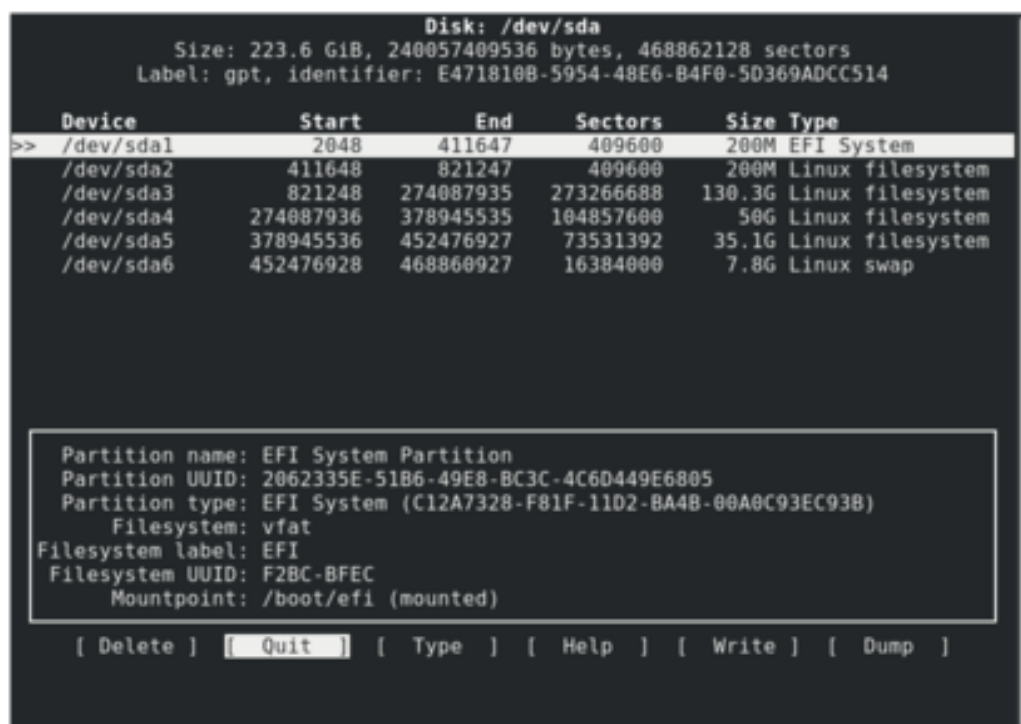 Disk: /dev/sda
Size: 223.6 GiB, 240057409536 bytes, 468862128 sectors
Label: gpt, identifier: E471810B-5954-48E6-B4F0-5D369ADCC514
Device Start End Sectors Size Type
>> /dev/sda1 2048 411647 409600 200M EFI System
/dev/sda2 411648 821247 409600 200M Linux filesystem
/dev/sda3 821248 274087935 273266688 130.3G Linux filesystem
/dev/sda4 274087936 378945535 104857600 50G Linux filesystem
/dev/sda5 378945536 452476927 73531392 35.1G Linux filesystem
/dev/sda6 452476928 468860927 16384000 7.8G Linux swap
Partition name: EFI System Partition
Partition UUID: 2062335E-51B6-49E8-BC3C-4C6D449E6805
Partition type: EFI System (C12A7328-F81F-11D2-BA4B-00A0C93EC93B)
Filesystem: vfat
Filesystem label: EFI
Filesystem UUID: F2BC-BFEC
Mountpoint: /boot/efi (mounted)
[ Delete ] [ Quit ] [ Type ] [ Help ] [ Write ] [ Dump ]